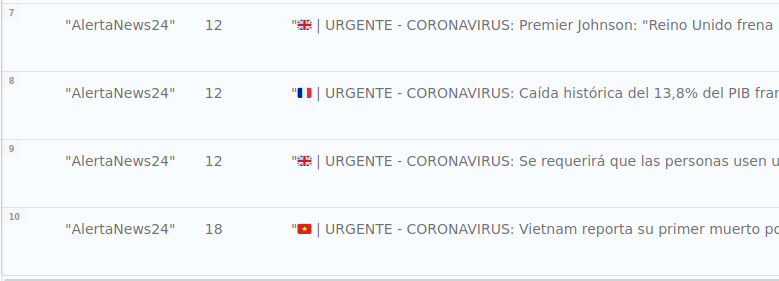 7
"AlertaNews24" 12 "🇬🇧 | URGENTE - CORONAVIRUS: Premier Johnson: "Reino Unido frena
8
"AlertaNews24" 12 "🇫🇷 | URGENTE - CORONAVIRUS: Caída histórica del 13,8% del PIB
9
"AlertaNews24" 12 "🇬🇧 | URGENTE - CORONAVIRUS: Se requerirá que las personas usen
10
"AlertaNews24" 18 "🇻🇳 | URGENTE - CORONAVIRUS: Vietnam reporta su primer muerto